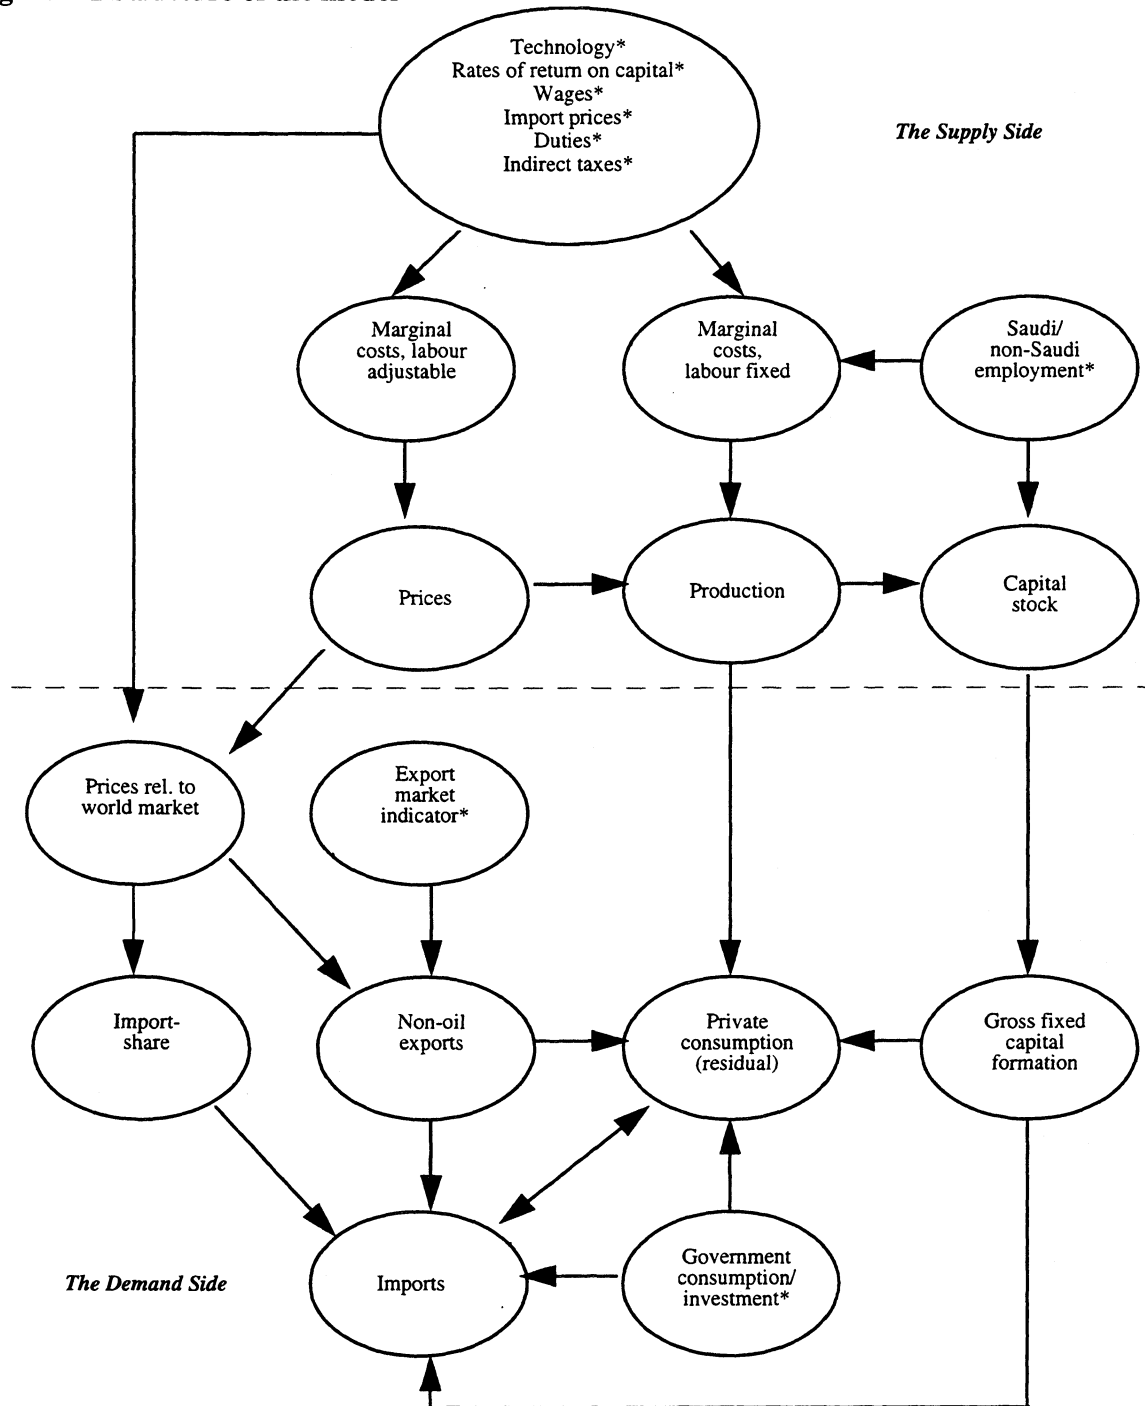 Technology*
Rates of return on capital*
Wages*
Import prices*
Duties*
Indirect taxes*
The Supply Side
Marginal
costs, labour
adjustable
Marginal
costs,
labour fixed
Saudi/
non-Saudi
employment*
Prices
Production
Capital
stock
Prices rel. to
world market
Export
market
indicator*
Import-
share
Non-oil
exports
Private
consumption
(residual)
Gross fixed
capital
formation
The Demand Side
Imports
Government
consumption/
investment*